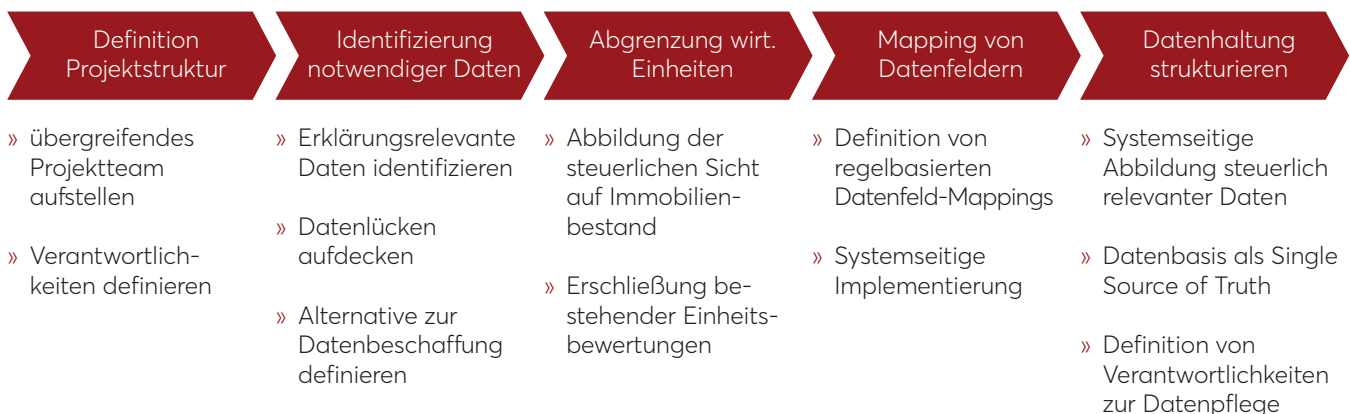 Definition
Projektstruktur
Identifizierung
notwendiger Daten
Abgrenzung wirt.
Einheiten
Mapping von
Datenfeldern
Datenhaltung
strukturieren
» übergreifendes
Projektteam
aufstellen
» Verantwortlich-
keiten definieren
» Erklärungsrelevante
Daten identifizieren
» Datenlücken
aufdecken
» Alternative zur
Datenbeschaffung
definieren
» Abbildung der
steuerlichen Sicht
auf Immobilien-
bestand
» Erschließung be-
stehender Einheits-
bewertungen
» Definition von
regelbasierten
Datenfeld-Mappings
» Systemseitige
Implementierung
» Systemseitige
Abbildung steuerlich
relevanter Daten
» Datenbasis als Single
Source of Truth
» Definition von
Verantwortlichkeiten
zur Datenpflege